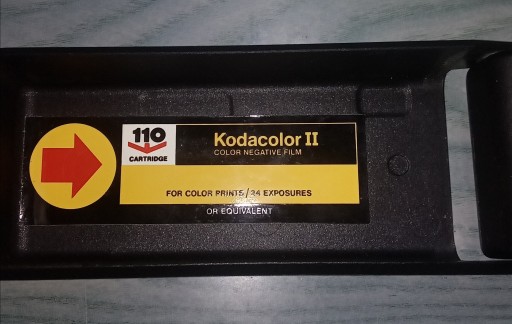 110
CARTRIDGE
Kodacolor II
COLOR NEGATIVE FILM
FOR COLOR PRINTS/24 EXPOSURES
OR EQUIVALENT